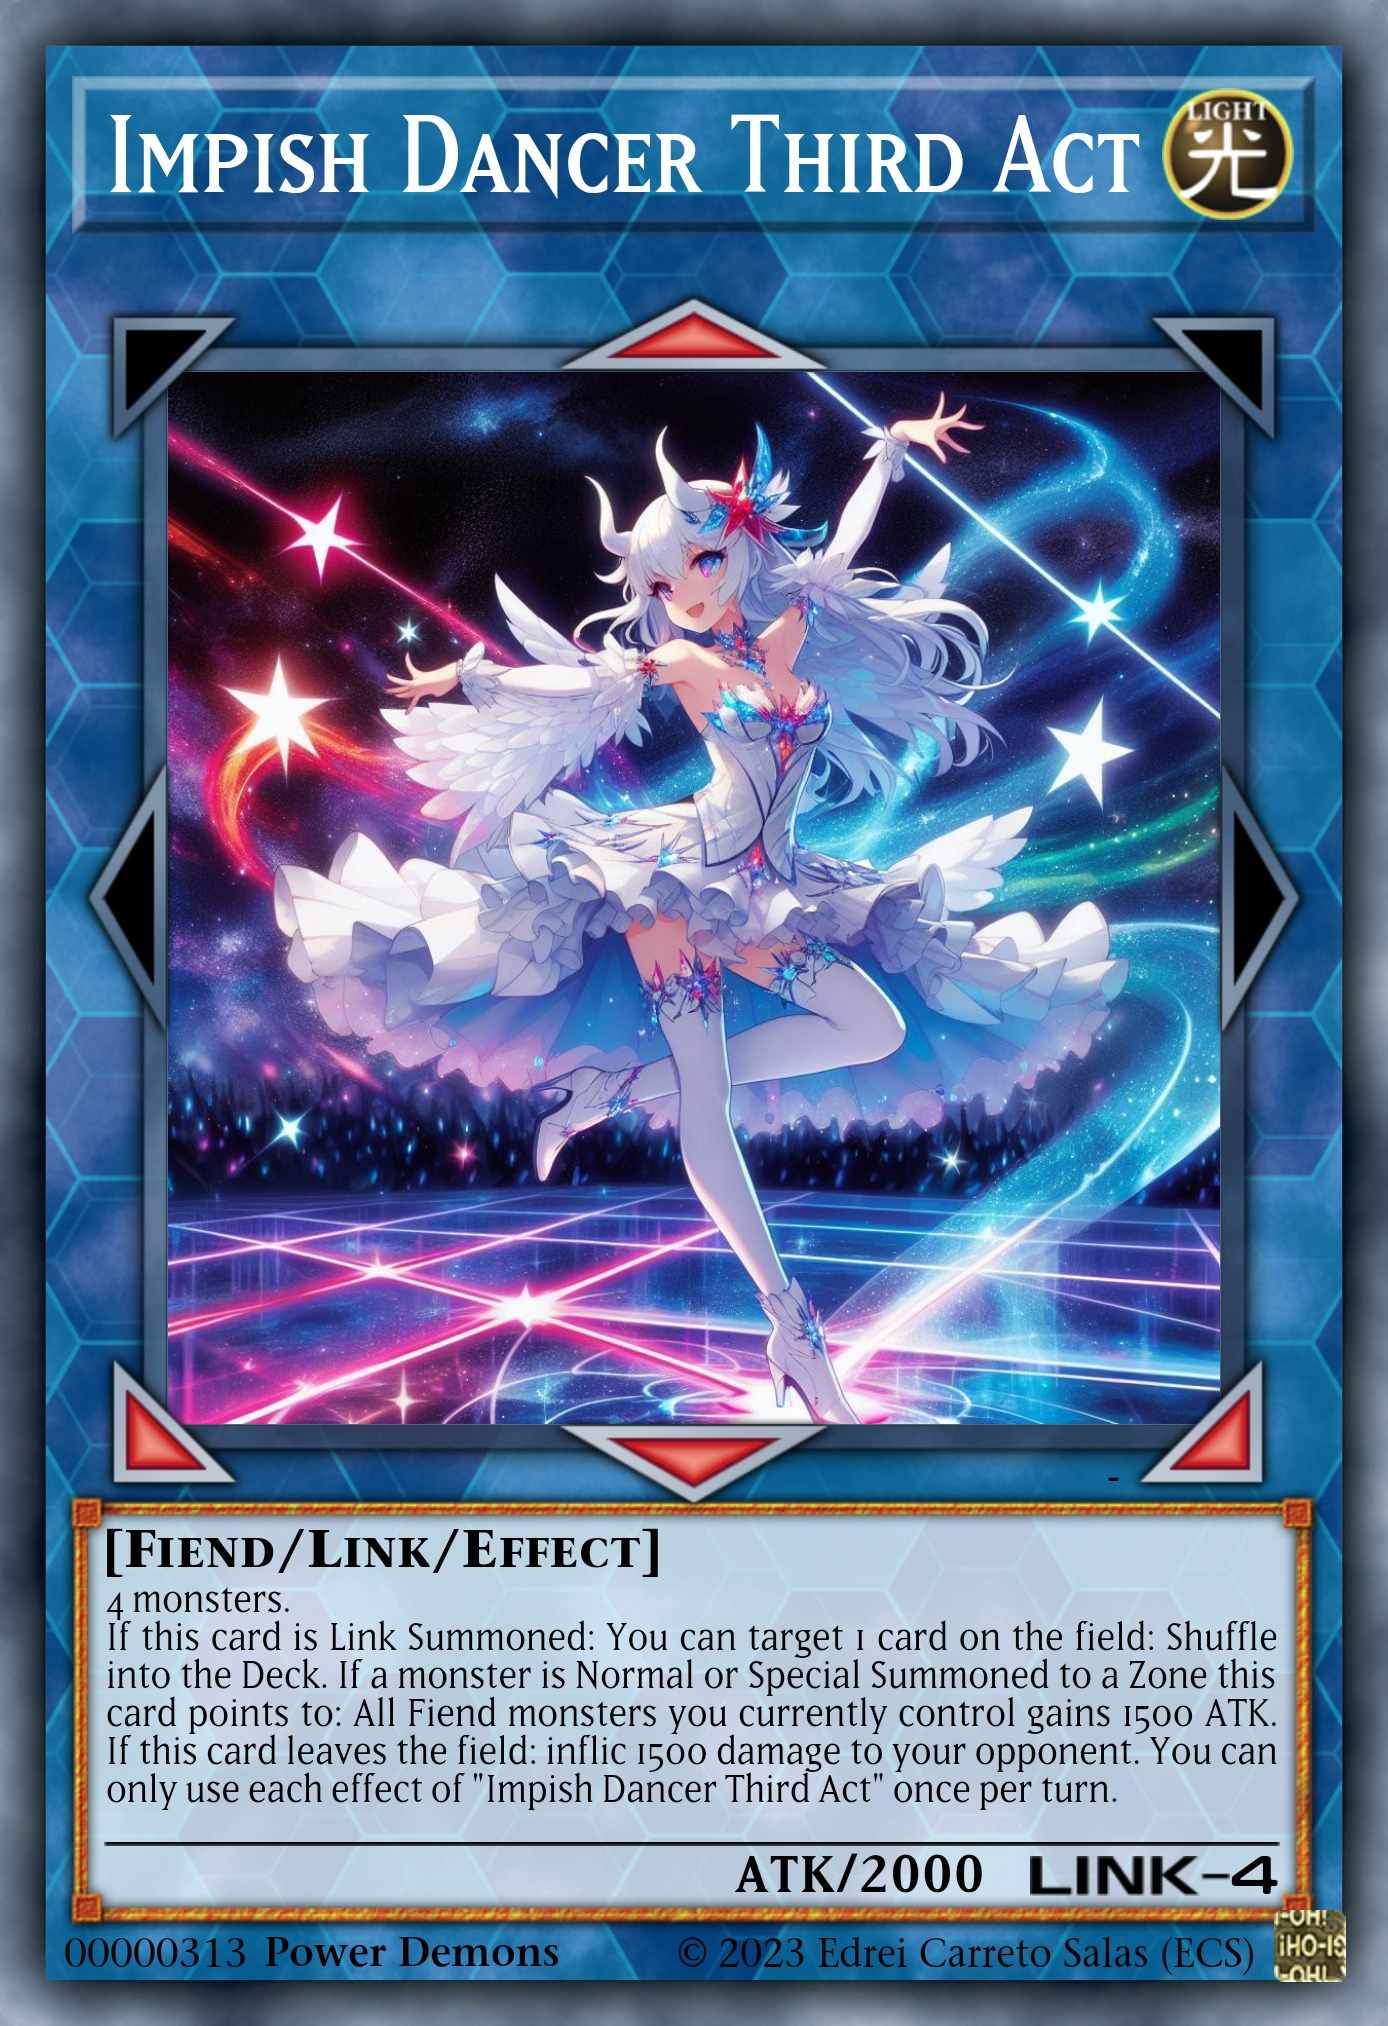 Impish Dancer Third Act
LIGHT
光
-
[Fiend/Link/Effect]
4 monsters.
If this card is Link Summoned: You can target 1 card on the field: Shuffle
into the Deck. If a monster is Normal or Special Summoned to a Zone this
card points to: All Fiend monsters you currently control gains 1500 ATK.
If this card leaves the field: inflic 1500 damage to your opponent. You can
only use each effect of "Impish Dancer Third Act" once per turn.
ATK/2000 LINK-4
00000313 Power Demons © 2023 Edrei Carreto Salas (ECS)